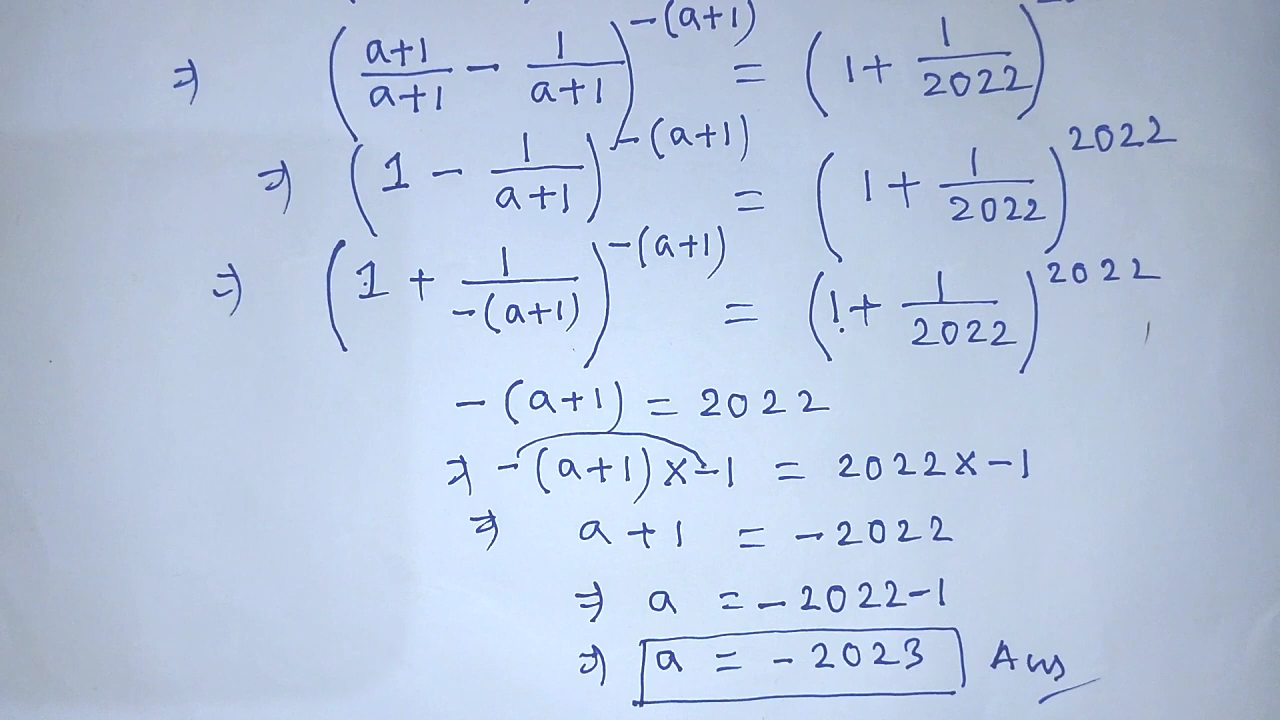 ⇒ ((a+1)/(a+1) - 1/(a+1))^-(a+1) = (1 + 1/2022)
⇒ (1 - 1/(a+1))^-(a+1) = (1 + 1/2022)^2022
⇒ (1 + 1/-(a+1))^-(a+1) = (1 + 1/2022)^2022
-(a+1) = 2022
⇒ -(a+1) x -1 = 2022 x -1
⇒ a + 1 = -2022
⇒ a = -2022-1
⇒ a = -2023 Ans